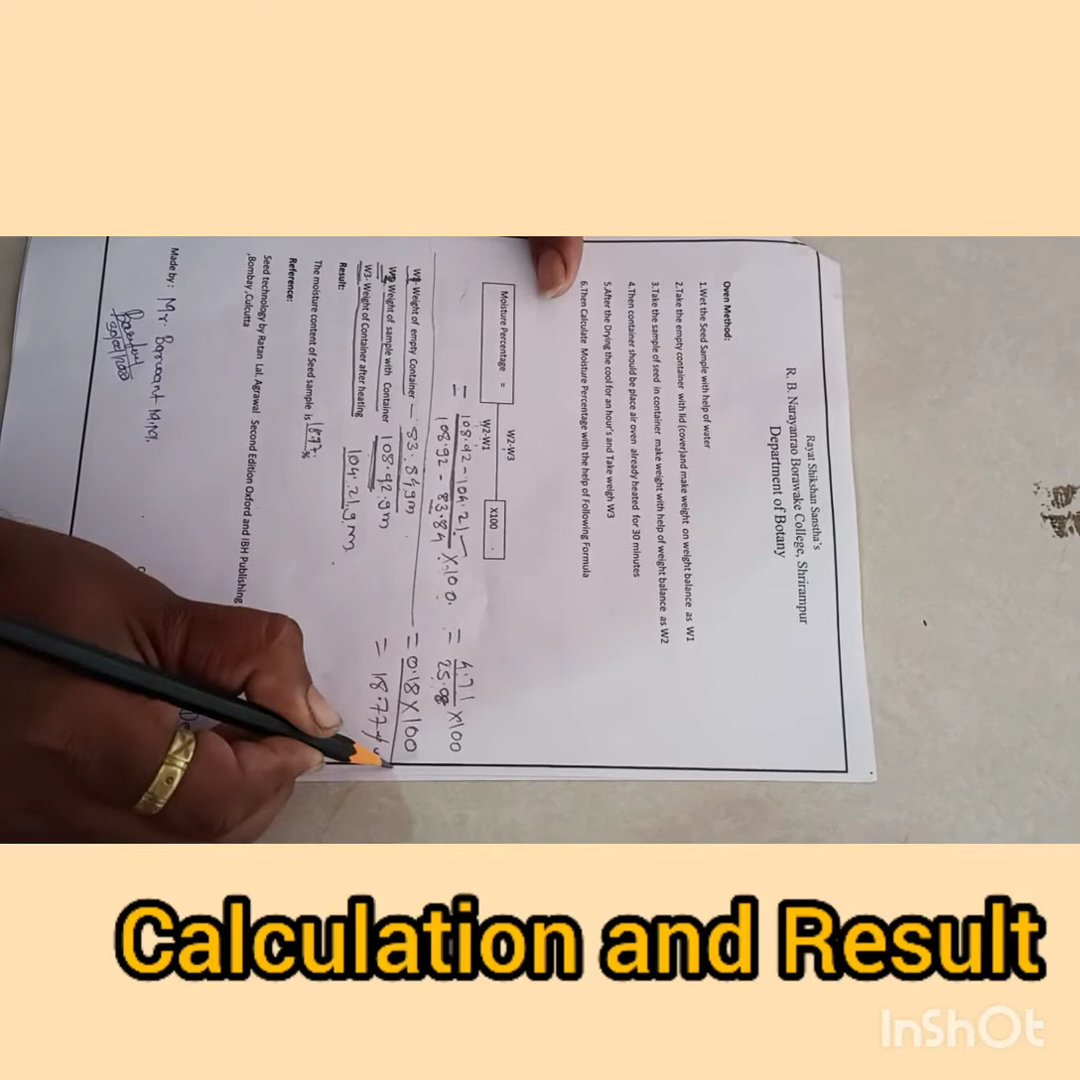 Rayat Shikshan Sanstha's
R. B. Narayanrao Borawake College, Shrirampur
Department of Botany
Oven Method:
1.Wet the Seed Sample with help of water
2.Take the empty container with lid (cover)and make weight on weight balance as W1
3.Take the sample of seed in container make weight with help of weight balance as W2
4.Then container should be place air oven already heated for 30 minutes
5.After the Drying the cool for an hour's and Take weigh W3
6.Then Calculate Moisture Percentage with the help of Following Formula
W2-W3
Moisture Percentage = X100
W2-W1
= 108.92-104.21 X100. = 4.71 X100
108.92 - 83.84 25.08
= 0.18X100
= 18.77%
W1-Weight of empty Container - 83.84gm
W2 Weight of sample with Container 108.92.gm
W3- Weight of Container after heating 104.21.gm.
Result:
The moisture content of Seed sample is 18.77. %
Reference:
Seed technology by Ratan Lal. Agrawal Second Edition Oxford and IBH Publishing
,Bombay ,Culcutta
Made by: Mr. Borwant M.M.
Calculation and Result
InShOt